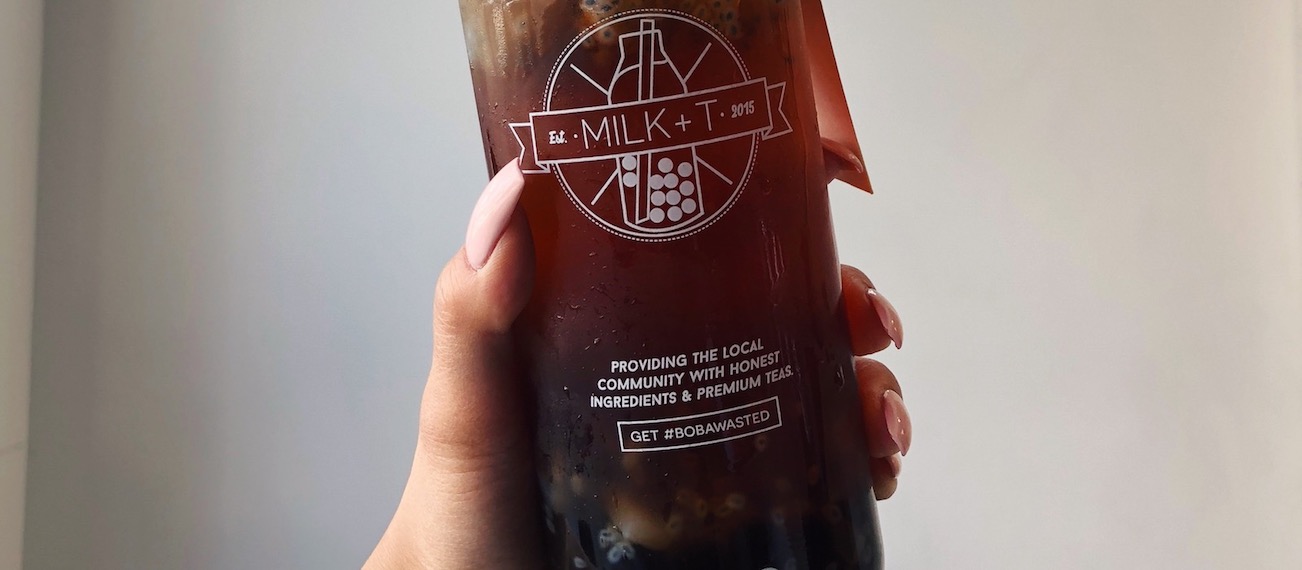 Est. · MILK + T · 2015
PROVIDING THE LOCAL
COMMUNITY WITH HONEST
INGREDIENTS & PREMIUM TEAS.
GET #BOBAWASTED